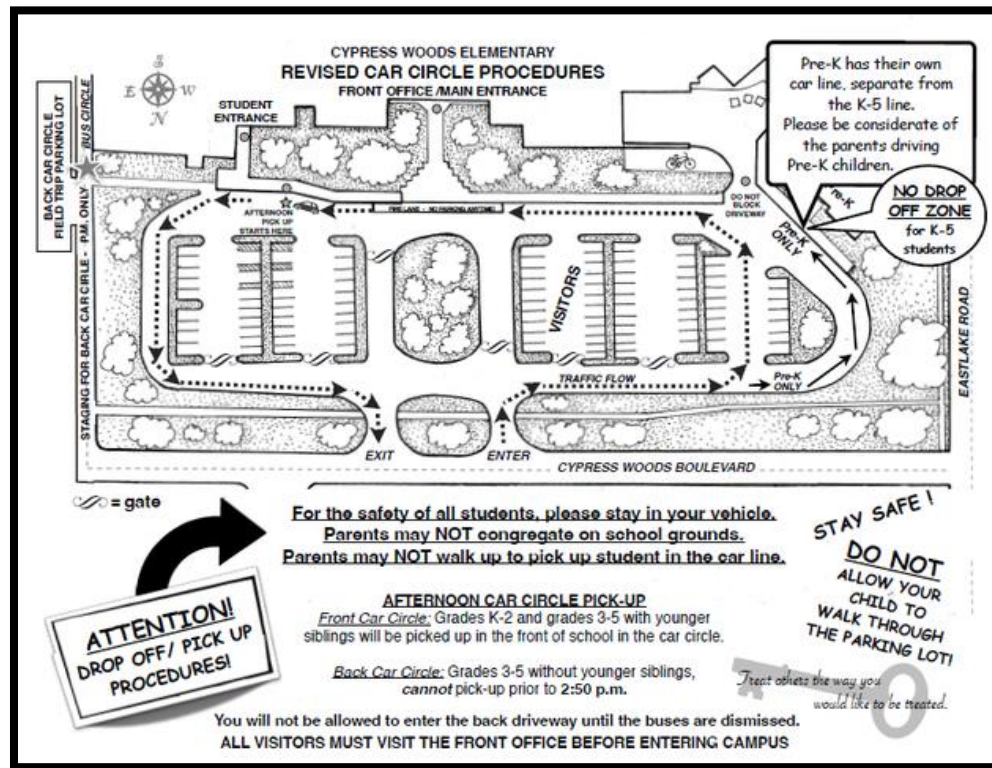 CYPRESS WOODS ELEMENTARY
REVISED CAR CIRCLE PROCEDURES
FRONT OFFICE /MAIN ENTRANCE
S
E
W
N
STUDENT
ENTRANCE
BACK CAR CIRCLE
FIELD TRIP PARKING LOT
BUS CIRCLE
STAGING FOR BACK CAR CIRLE - P.M. ONLY
Pre-K has their own
car line, separate from
the K-5 line.
Please be considerate of
the parents driving
Pre-K children.
NO DROP
OFF ZONE
for K-5
students
re-K
Pre-K
ONLY
DO NOT
BLOCK
DRIVEWAY
FIRE LANE - NO PARKING ANYTIME
AFTERNOON
PICK UP
STARTS HERE
VISITORS
TRAFFIC FLOW
Pre-K
ONLY
EASTLAKE ROAD
EXIT
ENTER
CYPRESS WOODS BOULEVARD
= gate
For the safety of all students, please stay in your vehicle.
Parents may NOT congregate on school grounds.
Parents may NOT walk up to pick up student in the car line.
STAY SAFE !
DO NOT
ALLOW YOUR
CHILD TO
WALK THROUGH
THE PARKING LOT!
ATTENTION!
DROP OFF/ PICK UP
PROCEDURES!
AFTERNOON CAR CIRCLE PICK-UP
Front Car Circle: Grades K-2 and grades 3-5 with younger
siblings will be picked up in the front of school in the car circle.
Back Car Circle: Grades 3-5 without younger siblings,
cannot pick-up prior to 2:50 p.m.
Treat others the way you
would like to be treated.
You will not be allowed to enter the back driveway until the buses are dismissed.
ALL VISITORS MUST VISIT THE FRONT OFFICE BEFORE ENTERING CAMPUS